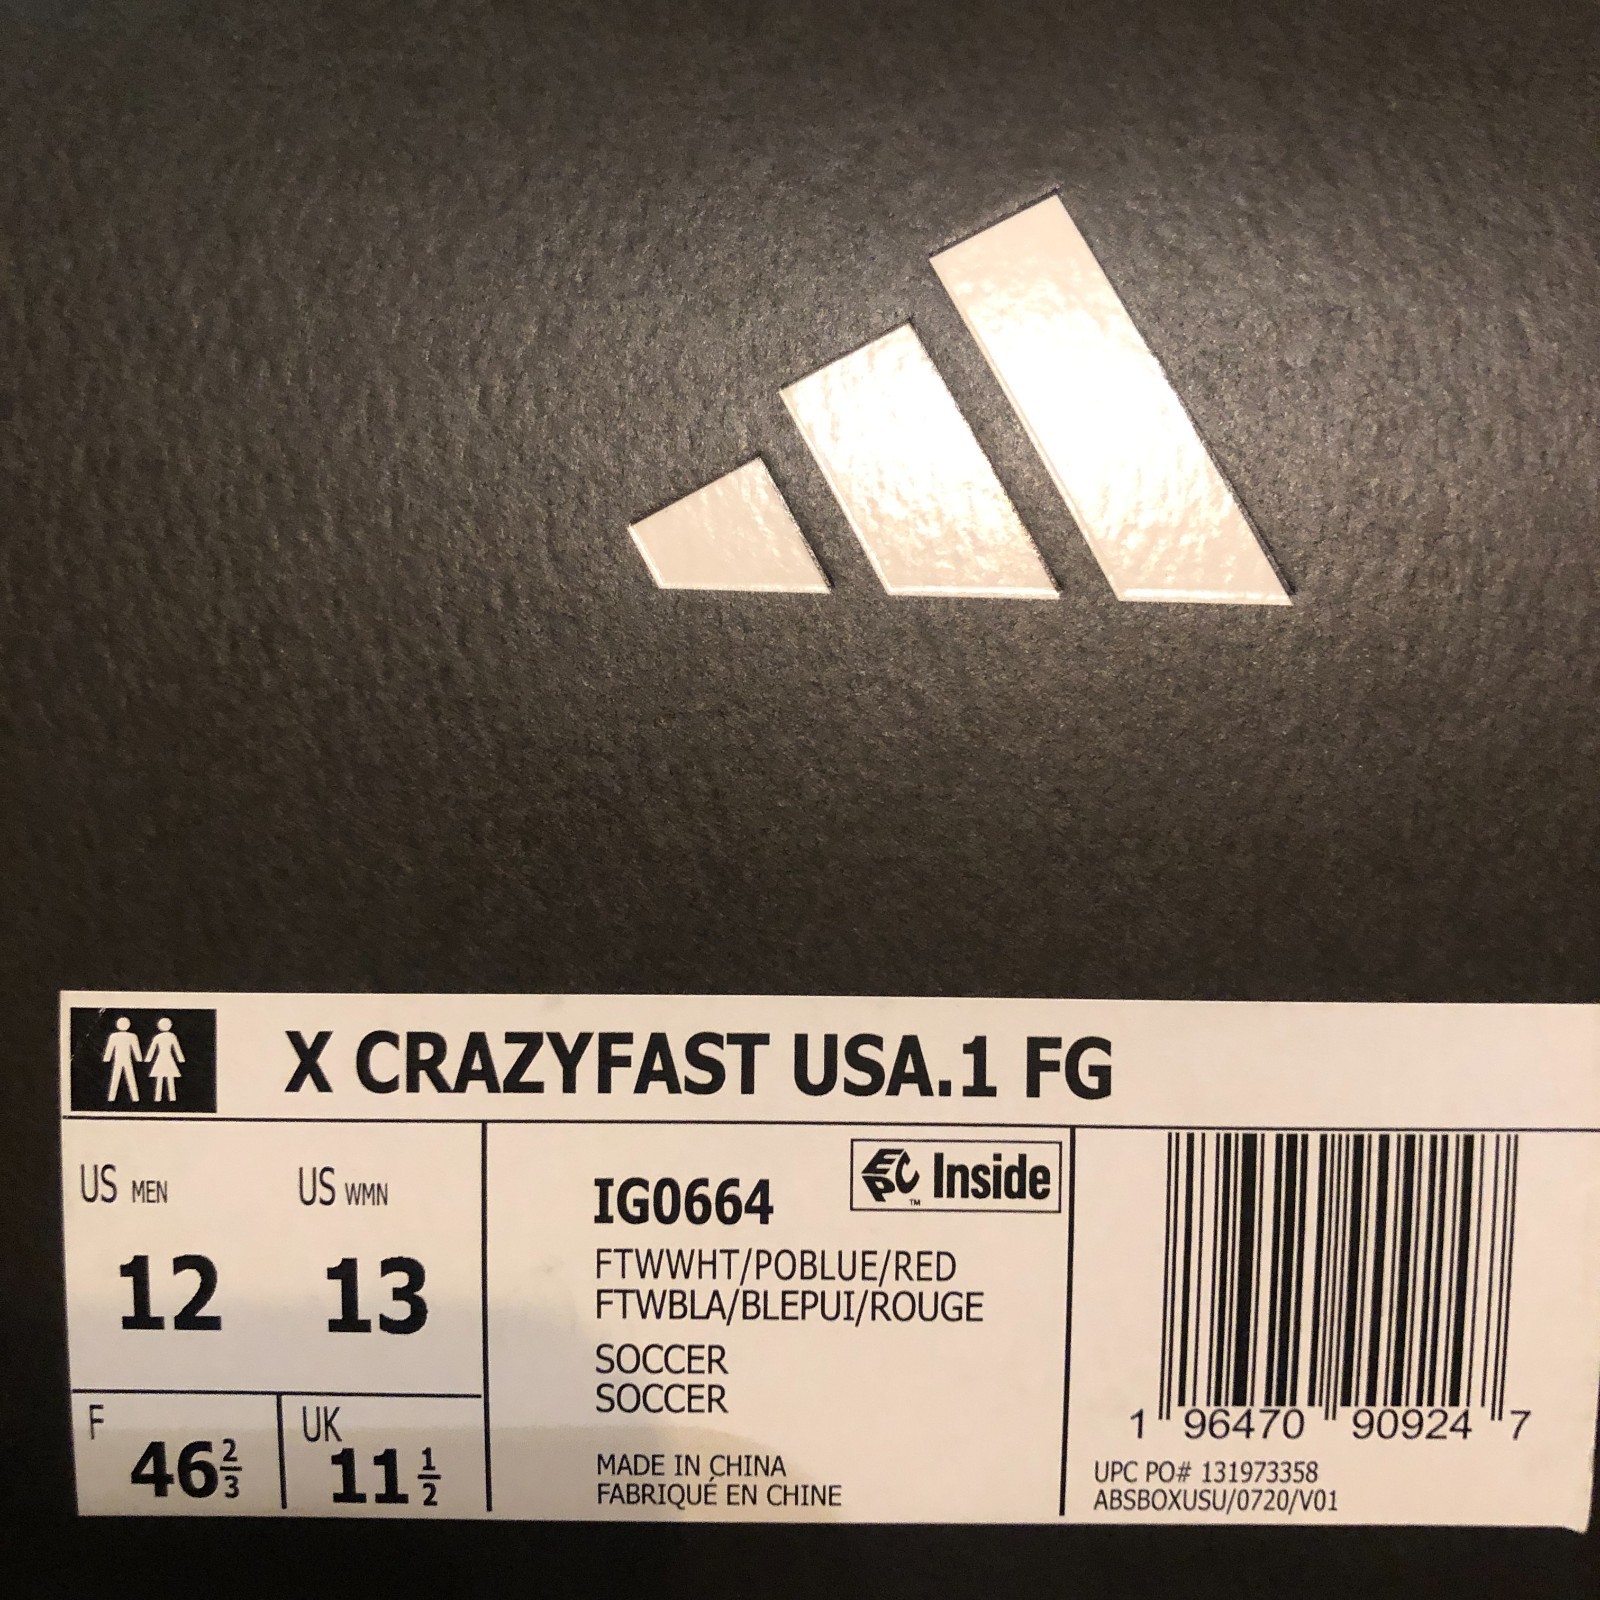 X CRAZYFAST USA.1 FG
US MEN
12
US WMN
13
F
46 2/3
UK
11 1/2
IG0664
EPC Inside
™
FTWWHT/POBLUE/RED
FTWBLA/BLEPUI/ROUGE
SOCCER
SOCCER
MADE IN CHINA
FABRIQUÉ EN CHINE
1 96470 90924 7
UPC PO# 131973358
ABSBOXUSU/0720/V01